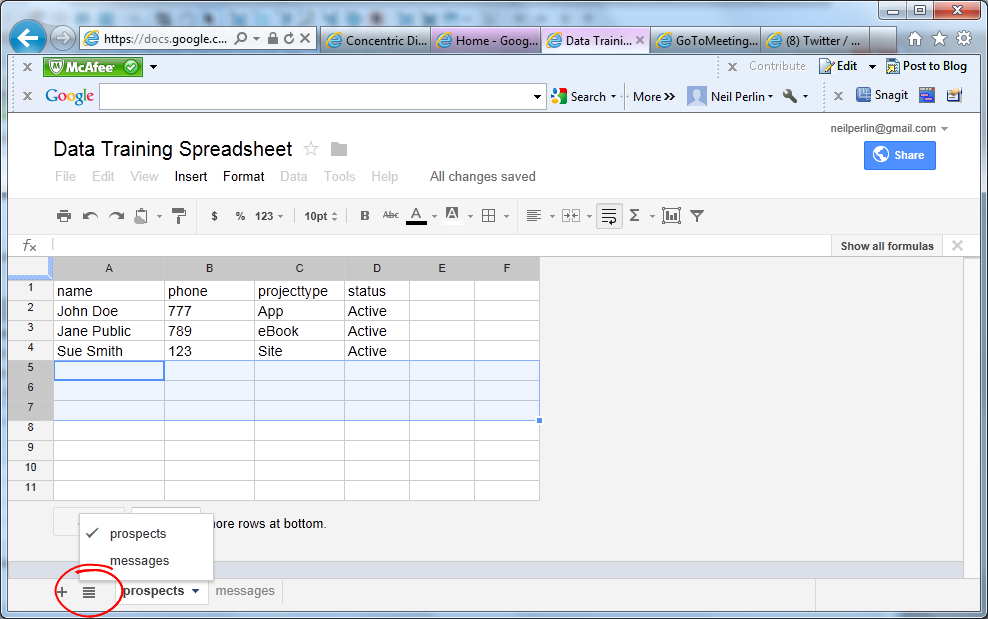 https://docs.google.c...
Concentric Di...
Home - Goog...
Data Traini...
GoToMeeting...
(8) Twitter / ...
x McAfee
x Contribute Edit Post to Blog
x Google Search More >> Neil Perlin x Snagit
neilperlin@gmail.com
Data Training Spreadsheet
Share
File Edit View Insert Format Data Tools Help All changes saved
$ % 123 10pt B Abc A A Σ
fx Show all formulas
A B C D E F
1 name phone projecttype status
2 John Doe 777 App Active
3 Jane Public 789 eBook Active
4 Sue Smith 123 Site Active
5
6
7
8
9
10
11
ore rows at bottom.
prospects
messages
+ prospects messages